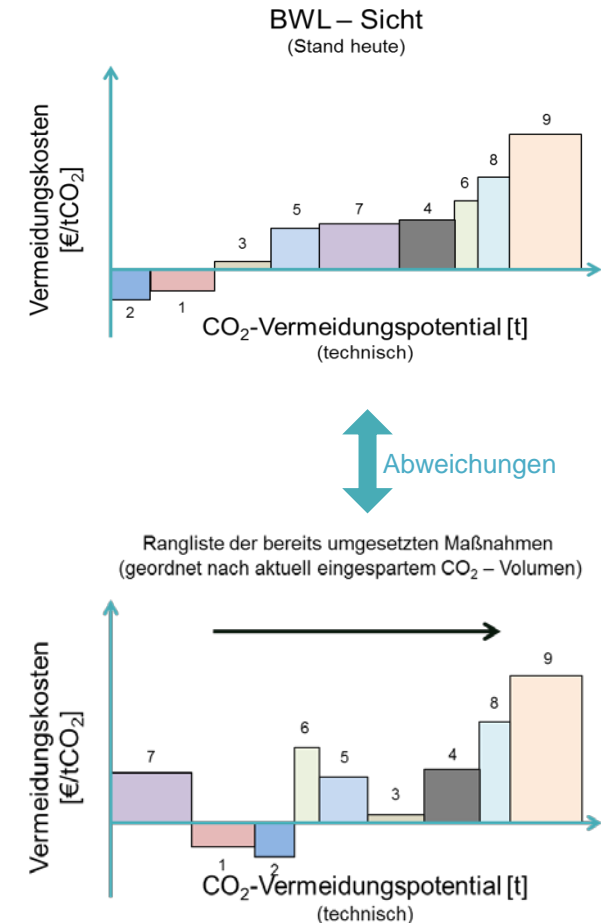 BWL – Sicht
(Stand heute)
Vermeidungskosten
[€/tCO₂]
2
1
3
5
7
4
6
8
9
CO₂-Vermeidungspotential [t]
(technisch)
Abweichungen
Rangliste der bereits umgesetzten Maßnahmen
(geordnet nach aktuell eingespartem CO₂ – Volumen)
Vermeidungskosten
[€/tCO₂]
7
1
2
6
5
3
4
8
9
CO₂-Vermeidungspotential [t]
(technisch)